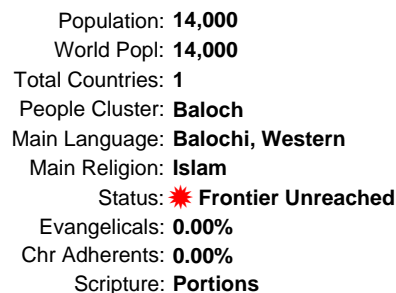 Population: 14,000
World Popl: 14,000
Total Countries: 1
People Cluster: Baloch
Main Language: Balochi, Western
Main Religion: Islam
Status: Frontier Unreached
Evangelicals: 0.00%
Chr Adherents: 0.00%
Scripture: Portions